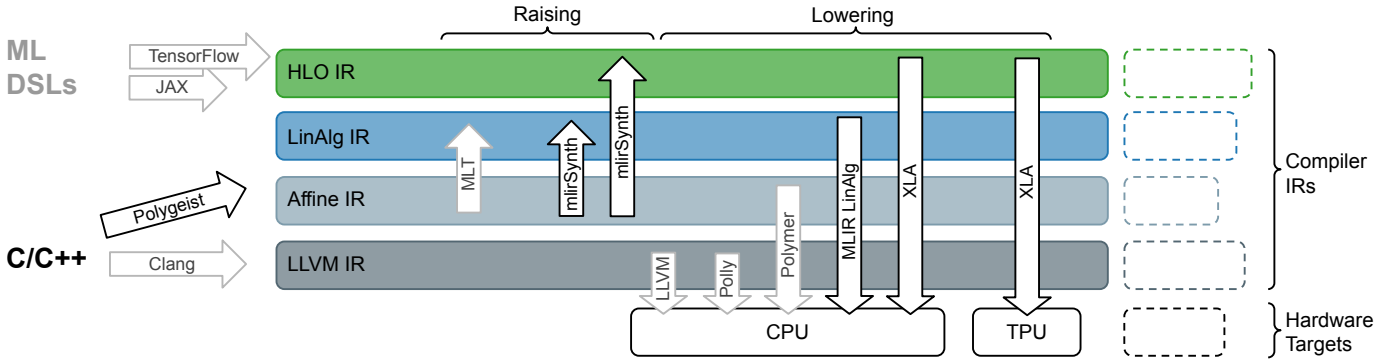 Raising
Lowering
ML
DSLs
TensorFlow
JAX
HLO IR
LinAlg IR
Affine IR
LLVM IR
MLT
mlirSynth
mlirSynth
Polygeist
C/C++
Clang
LLVM
Polly
Polymer
MLIR LinAlg
XLA
XLA
CPU
TPU
Compiler
IRs
Hardware
Targets